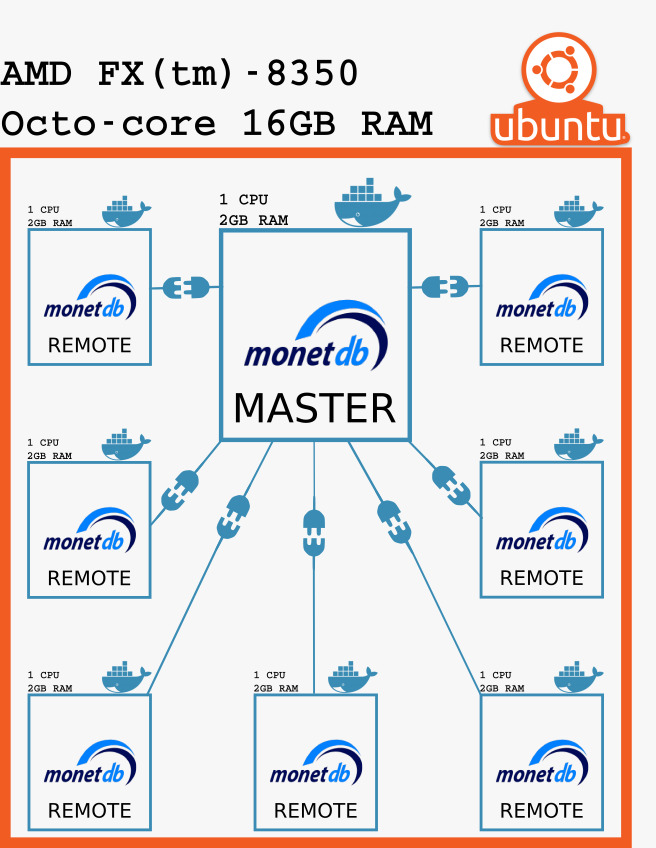 AMD FX(tm)-8350
Octo-core 16GB RAM
ubuntu
1 CPU
2GB RAM
monetdb
REMOTE
1 CPU
2GB RAM
monetdb
MASTER
1 CPU
2GB RAM
monetdb
REMOTE
1 CPU
2GB RAM
monetdb
REMOTE
1 CPU
2GB RAM
monetdb
REMOTE
1 CPU
2GB RAM
monetdb
REMOTE
1 CPU
2GB RAM
monetdb
REMOTE
1 CPU
2GB RAM
monetdb
REMOTE